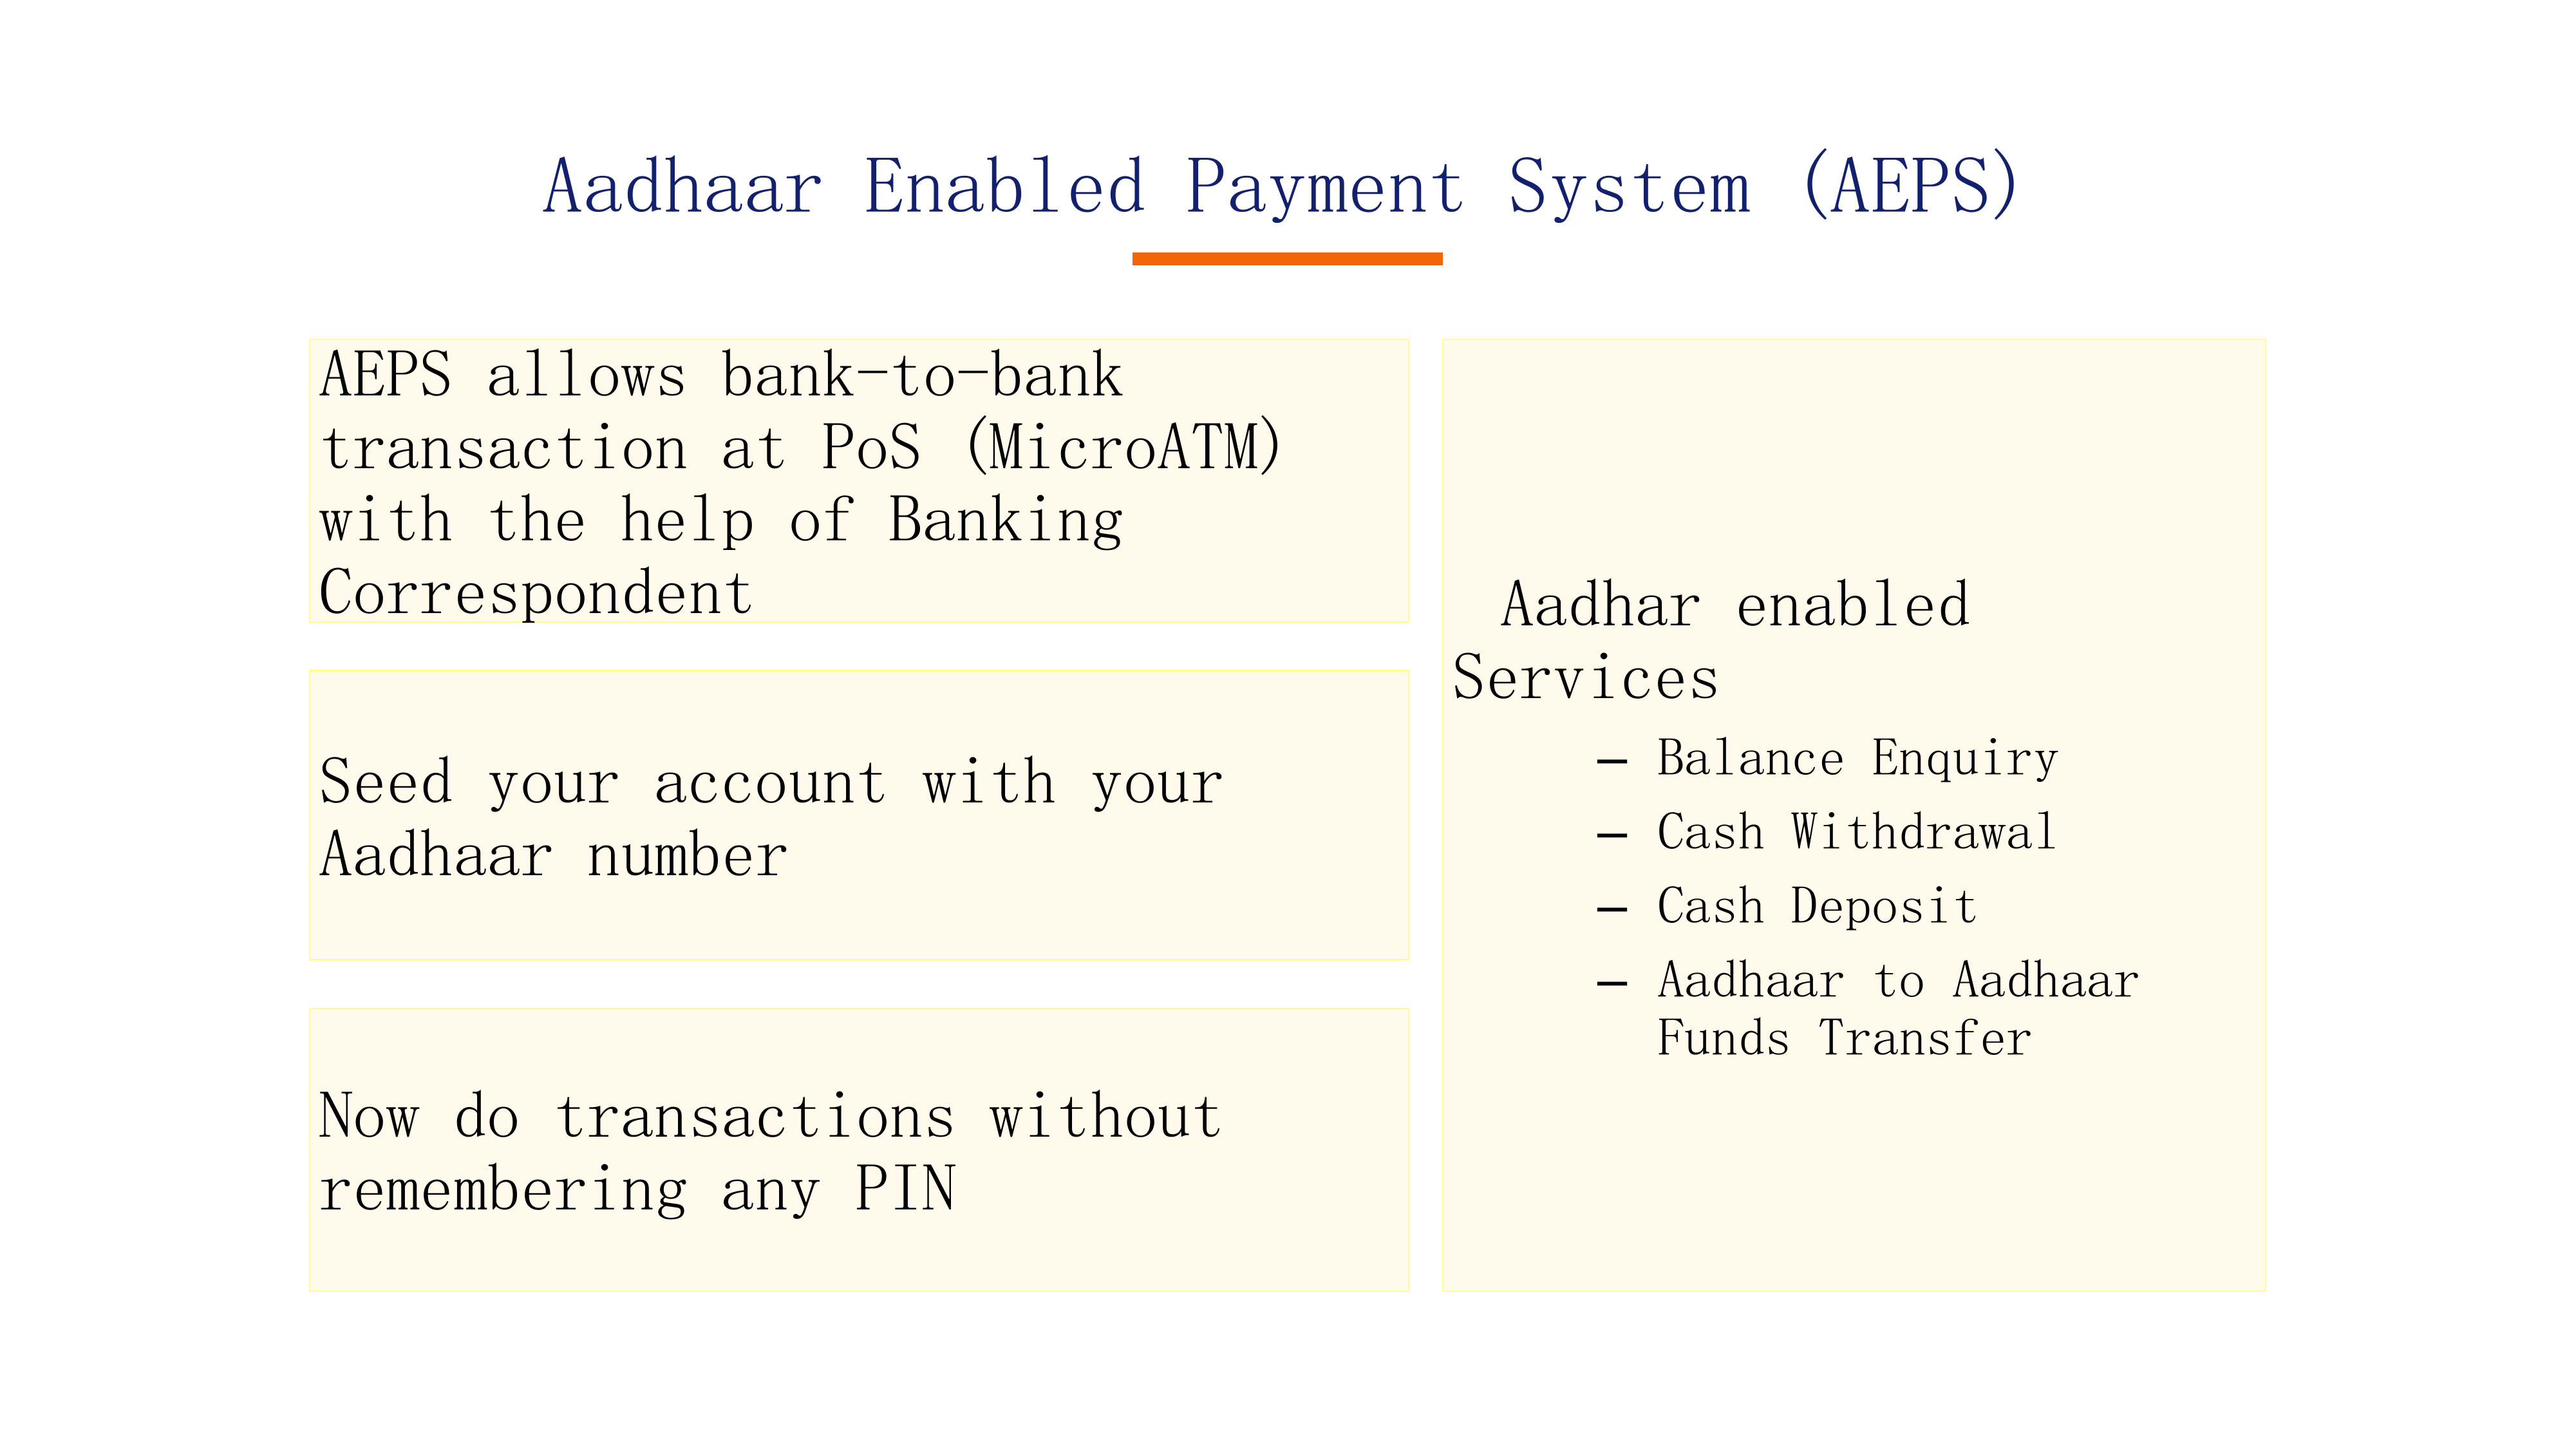 Aadhaar Enabled Payment System (AEPS)
AEPS allows bank-to-bank
transaction at PoS (MicroATM)
with the help of Banking
Correspondent
Seed your account with your
Aadhaar number
Now do transactions without
remembering any PIN
Aadhar enabled
Services
– Balance Enquiry
– Cash Withdrawal
– Cash Deposit
– Aadhaar to Aadhaar
Funds Transfer